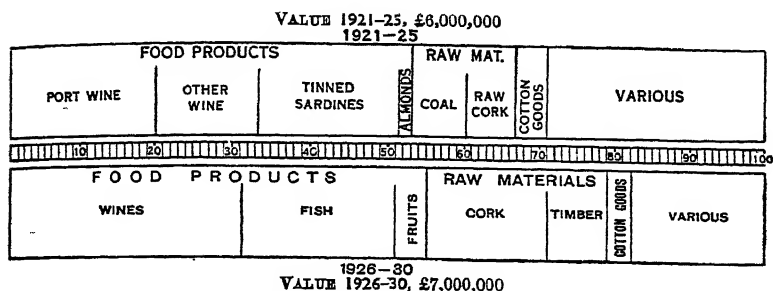 VALUE 1921-25, £6,000,000
1921-25
FOOD PRODUCTS RAW MAT.
PORT WINE
OTHER
WINE
TINNED
SARDINES
ALMONDS
COAL
RAW
CORK
COTTON
GOODS
VARIOUS
10 20 30 40 50 60 70 80 90 100
FOOD PRODUCTS RAW MATERIALS
WINES
FISH
FRUITS
CORK
TIMBER
COTTON GOODS
VARIOUS
1926-30
VALUE 1926-30, £7,000,000